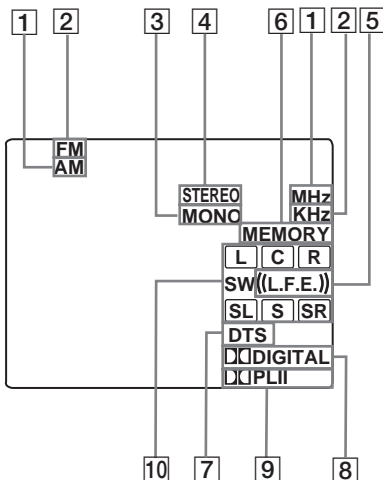 1 2 3 4 6 1 2 5
FM
AM
STEREO MHz
MONO KHz
MEMORY
L C R
SW ((L.F.E.))
SL S SR
DTS
DIGITAL
PLII
10 7 9 8